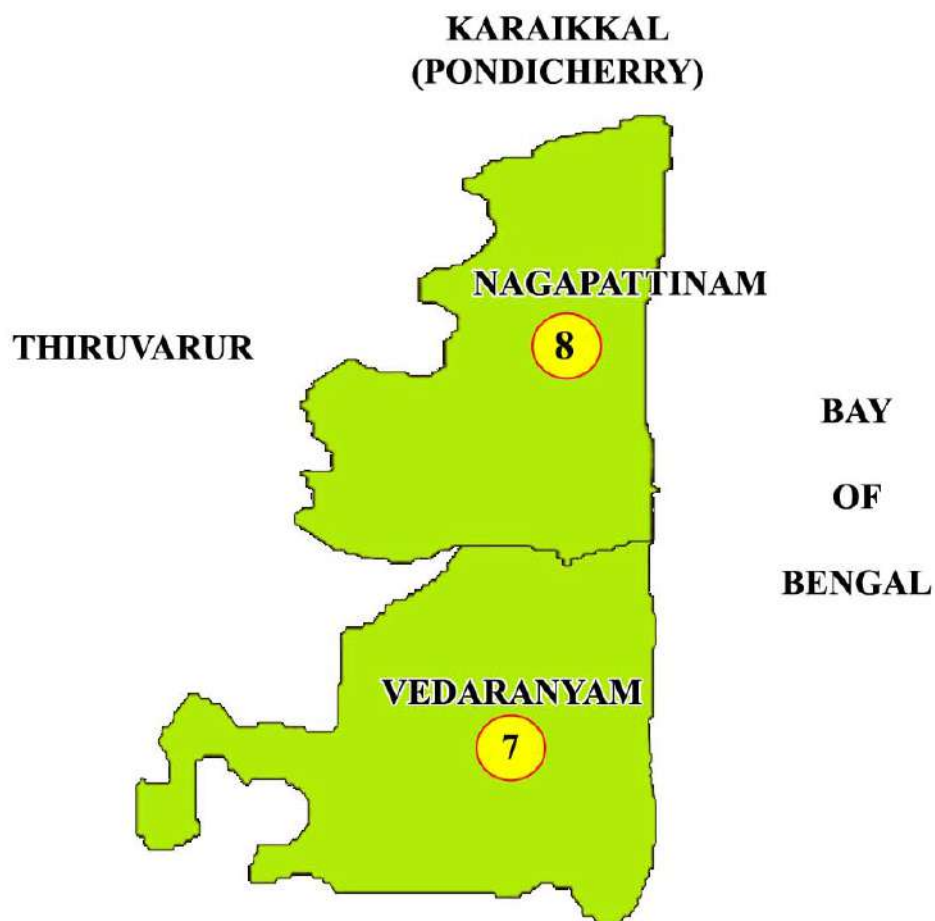 KARAIKKAL
(PONDICHERRY)
NAGAPATTINAM
8
THIRUVARUR
BAY
OF
BENGAL
VEDARANYAM
7